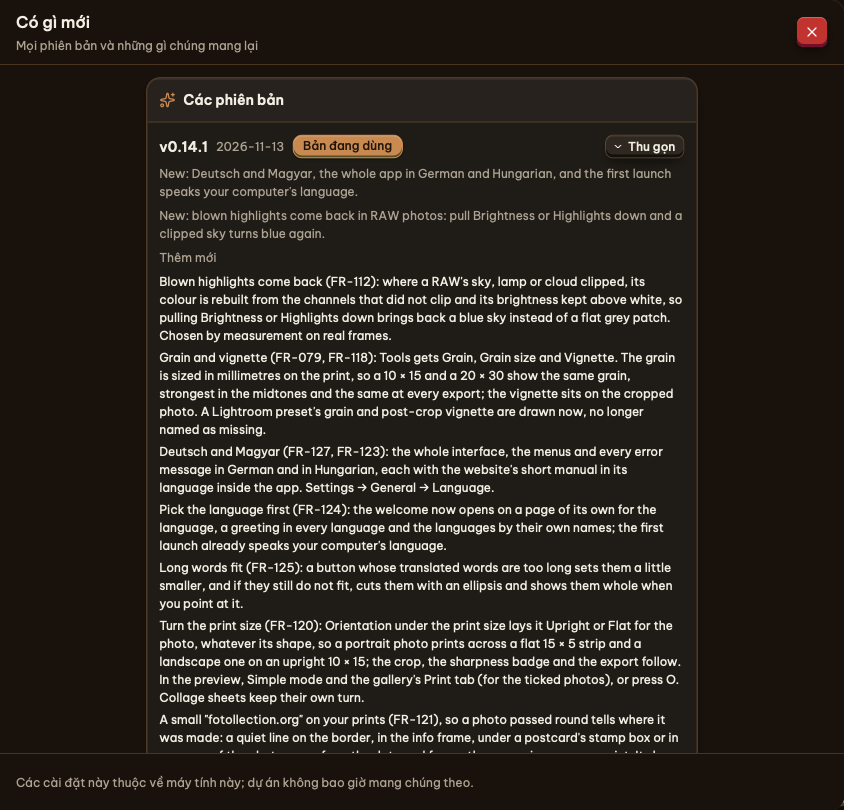 Có gì mới
Mọi phiên bản và những gì chúng mang lại
Các phiên bản
v0.14.1 2026-11-13 Bản đang dùng Thu gọn
New: Deutsch and Magyar, the whole app in German and Hungarian, and the first launch
speaks your computer's language.
New: blown highlights come back in RAW photos: pull Brightness or Highlights down and a
clipped sky turns blue again.
Thêm mới
Blown highlights come back (FR-112): where a RAW's sky, lamp or cloud clipped, its
colour is rebuilt from the channels that did not clip and its brightness kept above white, so
pulling Brightness or Highlights down brings back a blue sky instead of a flat grey patch.
Chosen by measurement on real frames.
Grain and vignette (FR-079, FR-118): Tools gets Grain, Grain size and Vignette. The grain
is sized in millimetres on the print, so a 10 × 15 and a 20 × 30 show the same grain,
strongest in the midtones and the same at every export; the vignette sits on the cropped
photo. A Lightroom preset's grain and post-crop vignette are drawn now, no longer
named as missing.
Deutsch and Magyar (FR-127, FR-123): the whole interface, the menus and every error
message in German and in Hungarian, each with the website's short manual in its
language inside the app. Settings → General → Language.
Pick the language first (FR-124): the welcome now opens on a page of its own for the
language, a greeting in every language and the languages by their own names; the first
launch already speaks your computer's language.
Long words fit (FR-125): a button whose translated words are too long sets them a little
smaller, and if they still do not fit, cuts them with an ellipsis and shows them whole when
you point at it.
Turn the print size (FR-120): Orientation under the print size lays it Upright or Flat for the
photo, whatever its shape, so a portrait photo prints across a flat 15 × 5 strip and a
landscape one on an upright 10 × 15; the crop, the sharpness badge and the export follow.
In the preview, Simple mode and the gallery's Print tab (for the ticked photos), or press O.
Collage sheets keep their own turn.
A small "fotollection.org" on your prints (FR-121), so a photo passed round tells where it
was made: a quiet line on the border, in the info frame, under a postcard's stamp box or in
Các cài đặt này thuộc về máy tính này; dự án không bao giờ mang chúng theo.